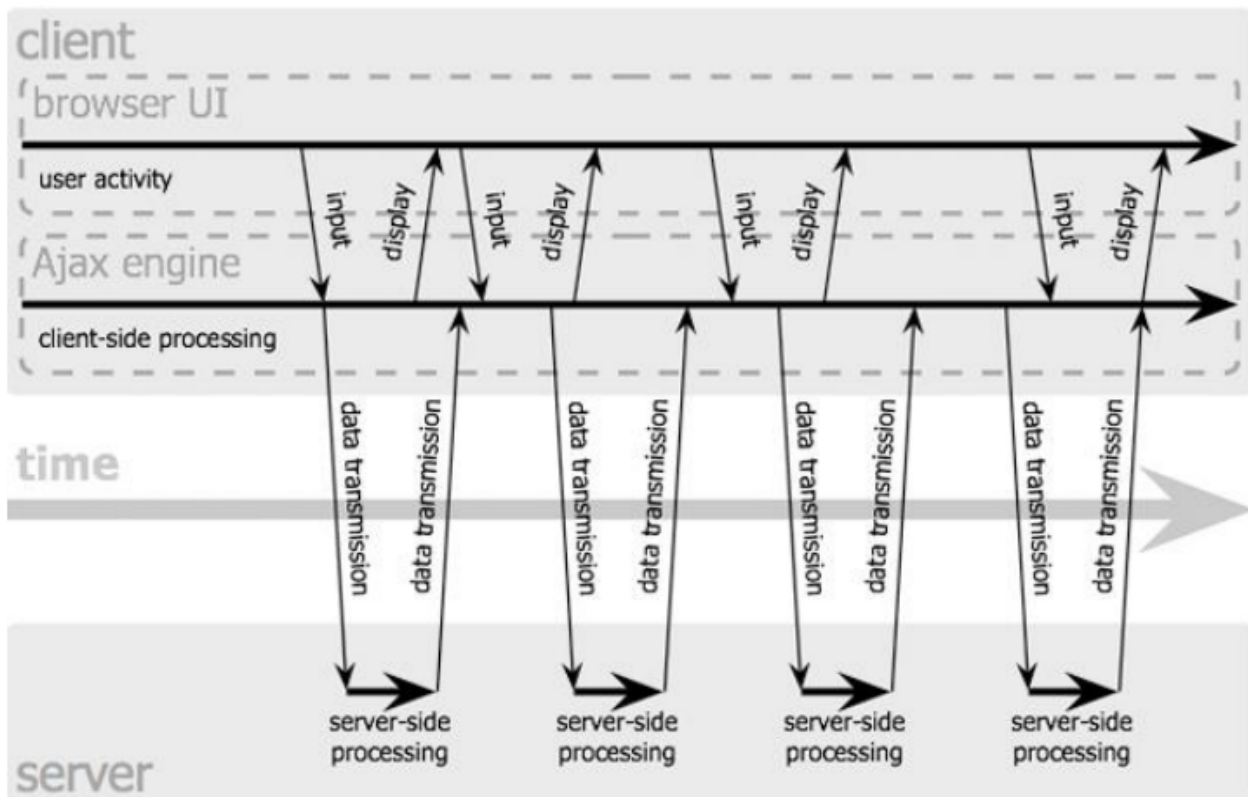 client
browser UI
user activity
input
display
input
display
input
display
input
display
Ajax engine
client-side processing
data transmission
data transmission
data transmission
data transmission
data transmission
data transmission
data transmission
data transmission
time
server-side
processing
server-side
processing
server-side
processing
server-side
processing
server